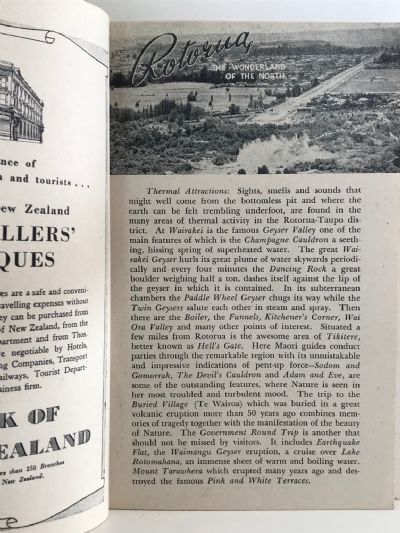 nce of
a and tourists . . .
ew Zealand
LLERS'
QUES
es are a safe and conveni-
avelling expenses without
y can be purchased from
of New Zealand, from the
partment and from Thos.
re negotiable by Hotels,
ng Companies, Transport
ailways, Tourist Depart-
usiness firm.
K OF
EALAND
re than 250 Branches
New Zealand.
Rotorua,
THE WONDERLAND
OF THE NORTH
Thermal Attractions: Sights, smells and sounds that
might well come from the bottomless pit and where the
earth can be felt trembling underfoot, are found in the
many areas of thermal activity in the Rotorua-Taupo dis-
trict. At Wairakei is the famous Geyser Valley one of the
main features of which is the Champagne Cauldron a seeth-
ing, hissing spring of superheated water. The great Wai-
rakei Geyser hurls its great plume of water skywards periodi-
cally and every four minutes the Dancing Rock a great
boulder weighing half a ton, dashes itself against the lip of
the geyser in which it is contained. In its subterranean
chambers the Paddle Wheel Geyser chugs its way while the
Twin Geysers salute each other in steam and spray. Then
there are the Boiler, the Funnels, Kitchener's Corner, Wai
Ora Valley and many other points of interest. Situated a
few miles from Rotorua is the awesome area of Tikitere,
better known as Hell's Gate. Here Maori guides conduct
parties through the remarkable region with its unmistakable
and impressive indications of pent-up force—Sodom and
Gomorrah, The Devil's Cauldron and Adam and Eve, are
some of the outstanding features, where Nature is seen in
her most troubled and turbulent mood. The trip to the
Buried Village (Te Wairoa) which was buried in a great
volcanic eruption more than 50 years ago combines mem-
ories of tragedy together with the manifestation of the beauty
of Nature. The Government Round Trip is another that
should not be missed by visitors. It includes Earthquake
Flat, the Waimangu Geyser eruption, a cruise over Lake
Rotomahana, an immense sheet of warm and boiling water.
Mount Tarawhera which erupted many years ago and des-
troyed the famous Pink and White Terraces.